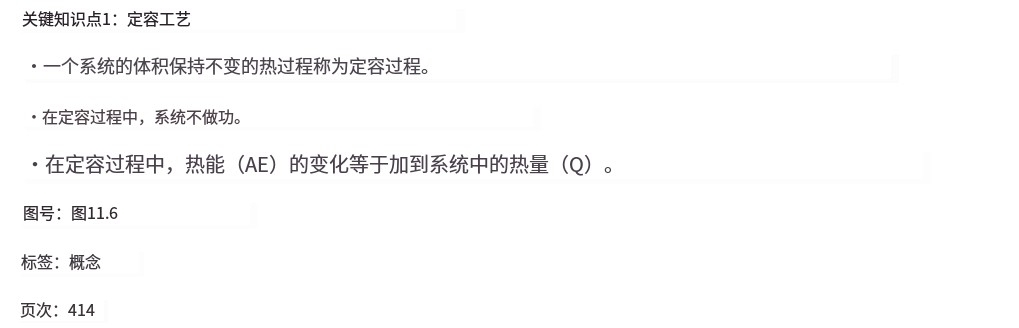 关键知识点1：定容工艺
・一个系统的体积保持不变的热过程称为定容过程。
・在定容过程中，系统不做功。
・在定容过程中，热能（AE）的变化等于加到系统中的热量（Q）。
图号：图11.6
标签：概念
页次：414